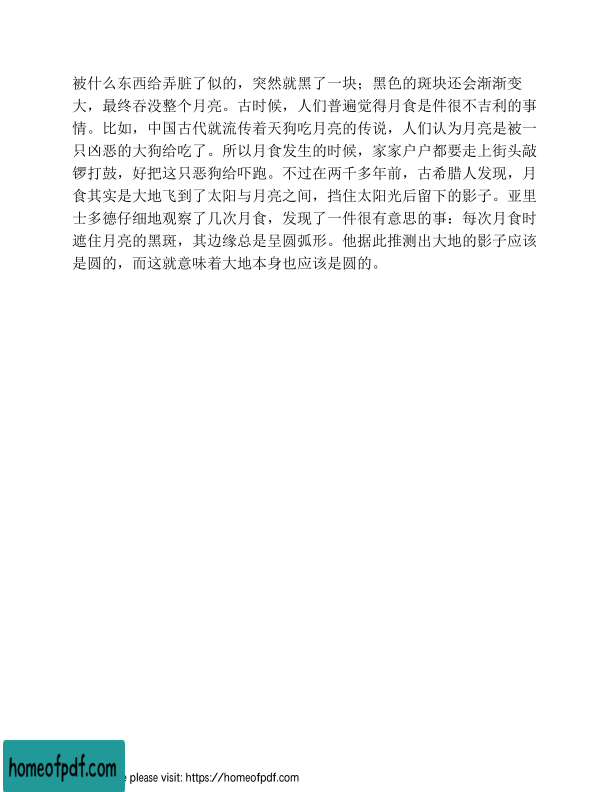 被什么东西给弄脏了似的，突然就黑了一块；黑色的斑块还会渐渐变
大，最终吞没整个月亮。古时候，人们普遍觉得月食是件很不吉利的事
情。比如，中国古代就流传着天狗吃月亮的传说，人们认为月亮是被一
只凶恶的大狗给吃了。所以月食发生的时候，家家户户都要走上街头敲
锣打鼓，好把这只恶狗给吓跑。不过在两千多年前，古希腊人发现，月
食其实是大地飞到了太阳与月亮之间，挡住太阳光后留下的影子。亚里
士多德仔细地观察了几次月食，发现了一件很有意思的事：每次月食时
遮住月亮的黑斑，其边缘总是呈圆弧形。他据此推测出大地的影子应该
是圆的，而这就意味着大地本身也应该是圆的。
homeofpdf.com
please visit: https://homeofpdf.com